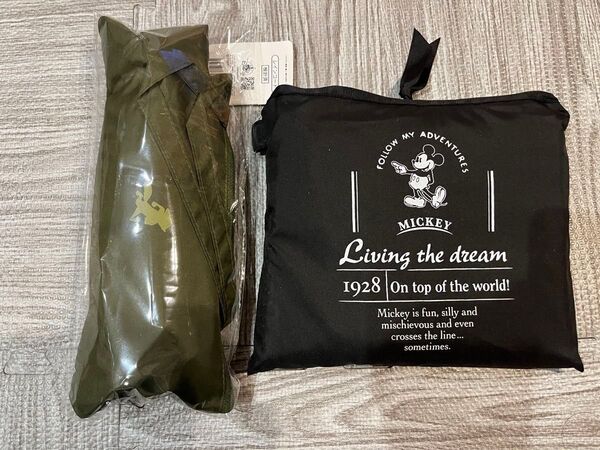 FOLLOW MY ADVENTURES
MICKEY
Living the dream
1928 On top of the world!
Mickey is fun, silly and
mischievous and even
crosses the line...
sometimes.